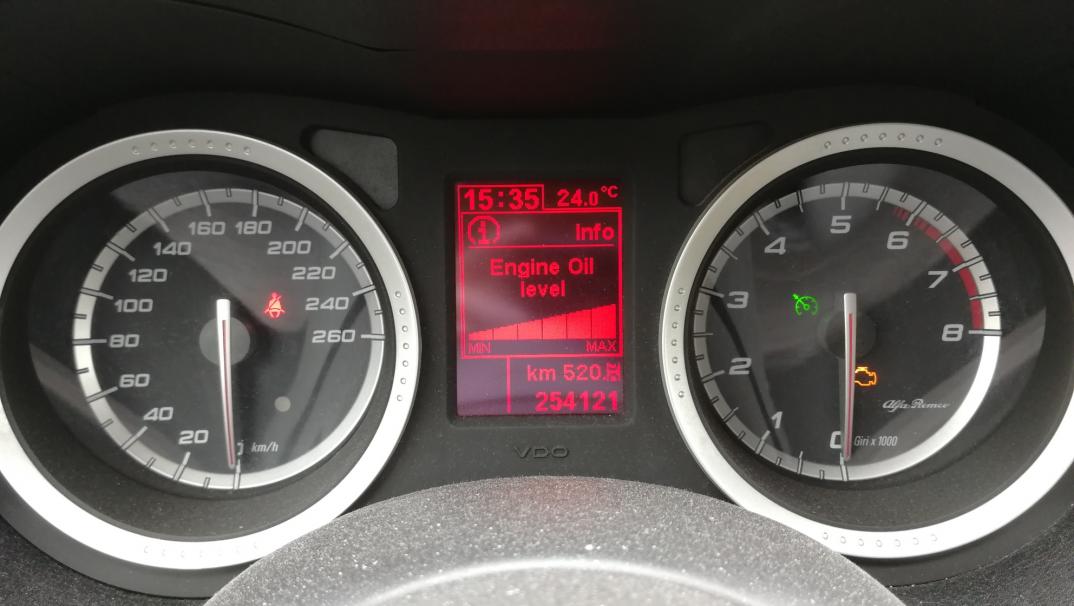 15:35 24.0°C
i Info
Engine Oil
level
MIN MAX
km 520.
254121
VDO
0 20 40 60 80 100 120 140 160 180 200 220 240 260
km/h
0 1 2 3 4 5 6 7 8
Giri x 1000
Alfa Romeo